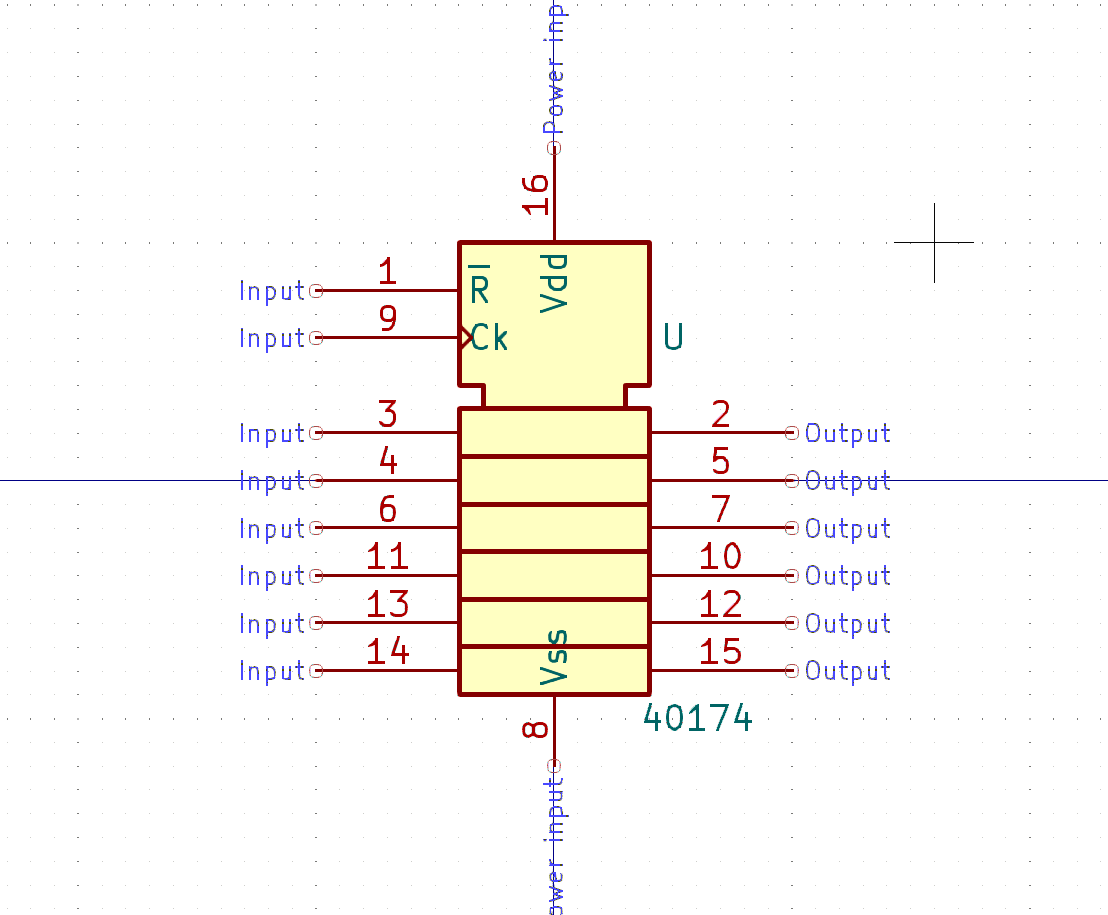 Power inp
16
Vdd
Input 1 R
Input 9 Ck
U
Input 3 2 Output
Input 4 5 Output
Input 6 7 Output
Input 11 10 Output
Input 13 12 Output
Input 14 15 Output
Vss
40174
8
ower input